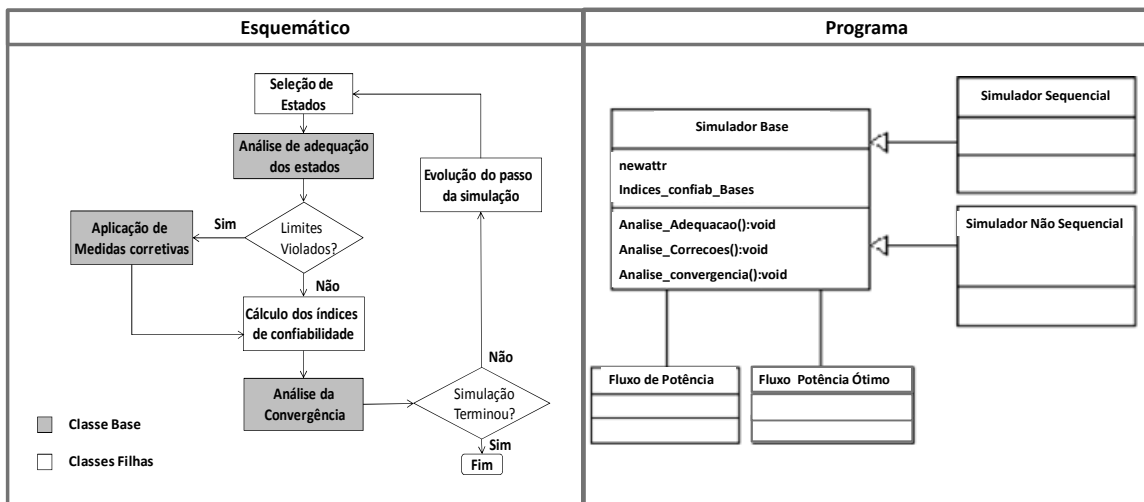 Esquemático
Seleção de
Estados
Análise de adequação
dos estados
Evolução do passo
da simulação
Aplicação de
Medidas corretivas
Sim
Limites
Violados?
Não
Cálculo dos índices
de confiabilidade
Não
Análise da
Convergência
Simulação
Terminou?
Sim
Fim
Classe Base
Classes Filhas
Programa
Simulador Base
newattr
Indices_confiab_Bases
Analise_Adequacao():void
Analise_Correcoes():void
Analise_convergencia():void
Simulador Sequencial
Simulador Não Sequencial
Fluxo de Potência
Fluxo Potência Ótimo